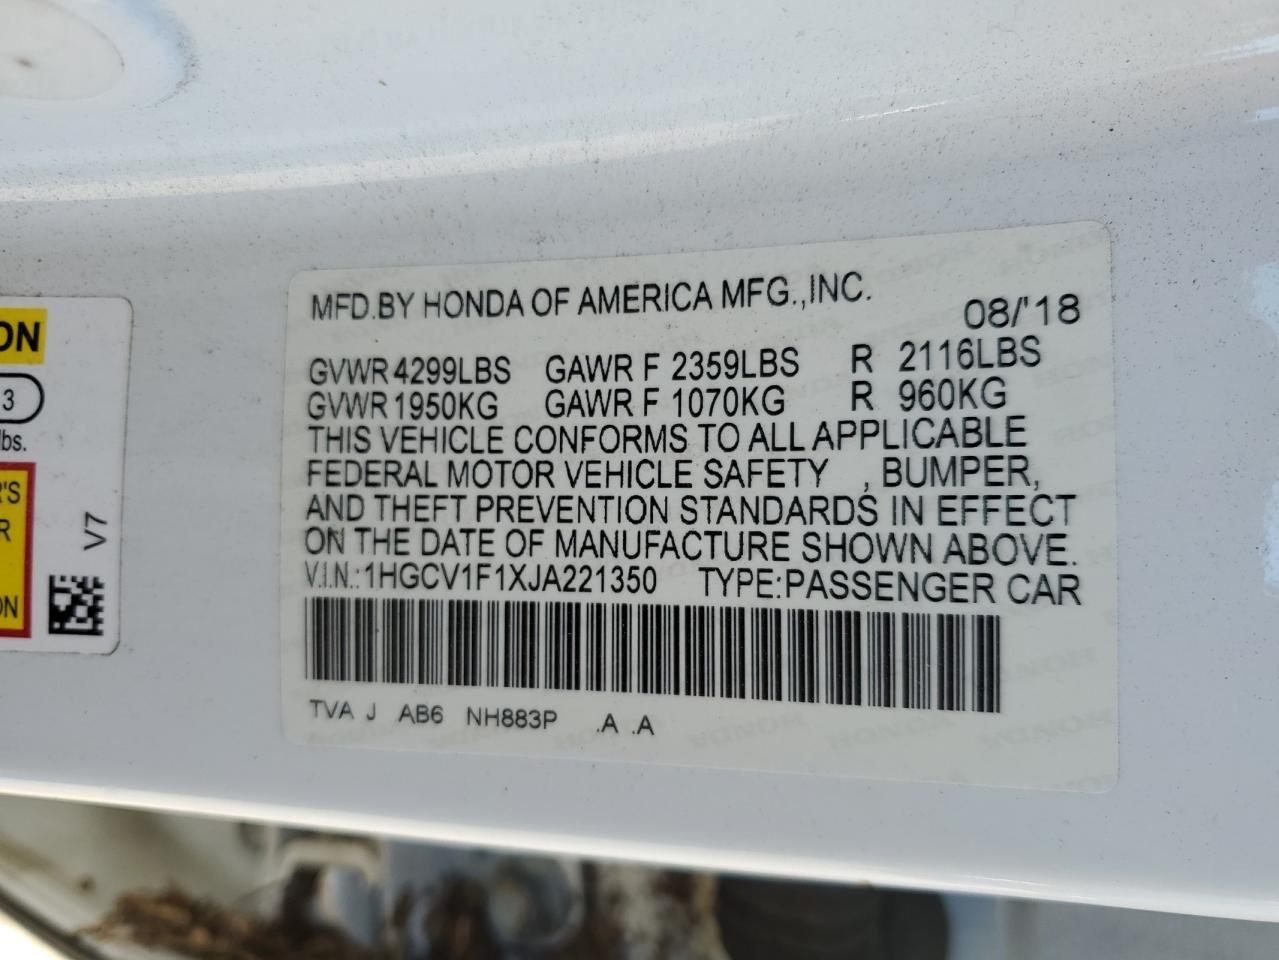 MFD.BY HONDA OF AMERICA MFG.,INC.
08/'18
GVWR 4299LBS GAWR F 2359LBS R 2116LBS
GVWR 1950KG GAWR F 1070KG R 960KG
THIS VEHICLE CONFORMS TO ALL APPLICABLE
FEDERAL MOTOR VEHICLE SAFETY , BUMPER,
AND THEFT PREVENTION STANDARDS IN EFFECT
ON THE DATE OF MANUFACTURE SHOWN ABOVE.
V.I.N.:1HGCV1F1XJA221350 TYPE:PASSENGER CAR
TVA J AB6 NH883P .A .A
ON
3
lbs.
R'S
R
ON
V7